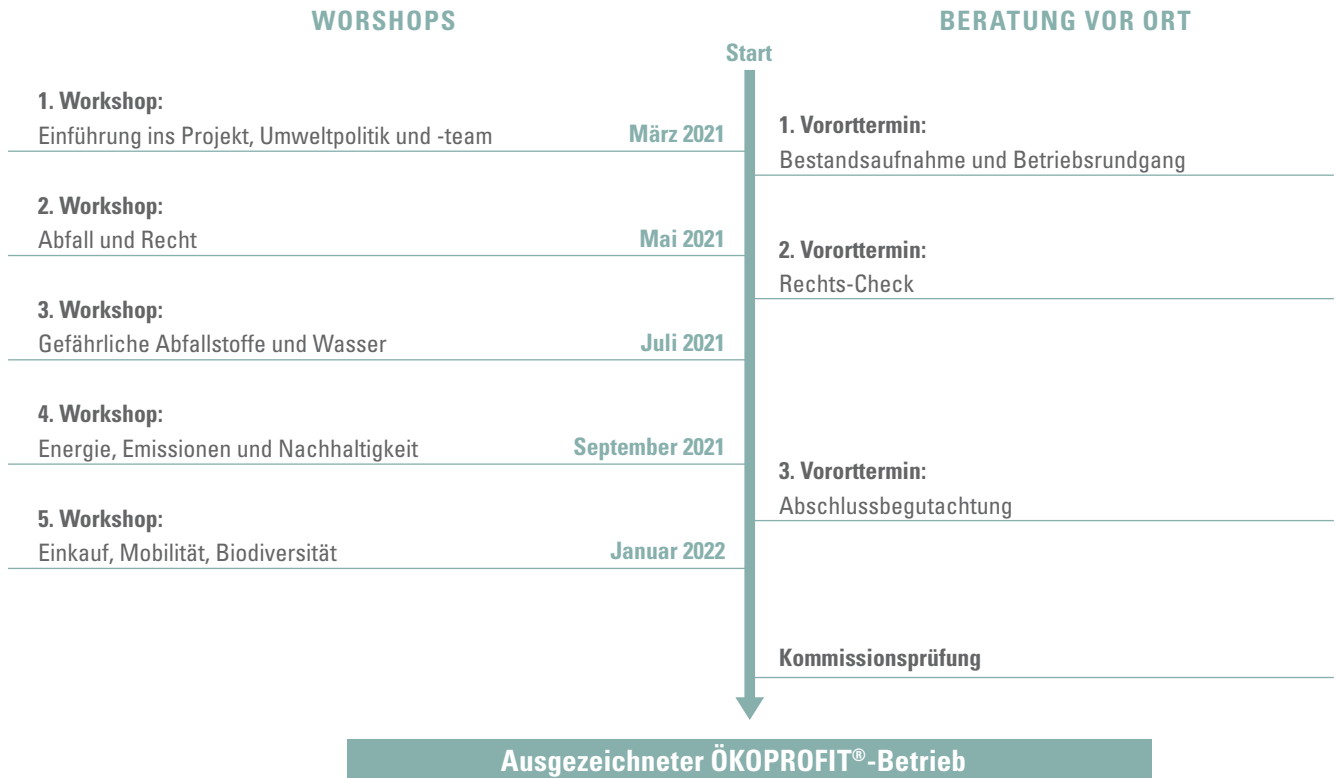 WORSHOPS
BERATUNG VOR ORT
Start
1. Workshop:
Einführung ins Projekt, Umweltpolitik und -team
März 2021
1. Vororttermin:
Bestandsaufnahme und Betriebsrundgang
2. Workshop:
Abfall und Recht
Mai 2021
2. Vororttermin:
Rechts-Check
3. Workshop:
Gefährliche Abfallstoffe und Wasser
Juli 2021
4. Workshop:
Energie, Emissionen und Nachhaltigkeit
September 2021
3. Vororttermin:
Abschlussbegutachtung
5. Workshop:
Einkauf, Mobilität, Biodiversität
Januar 2022
Kommissionsprüfung
Ausgezeichneter ÖKOPROFIT®-Betrieb